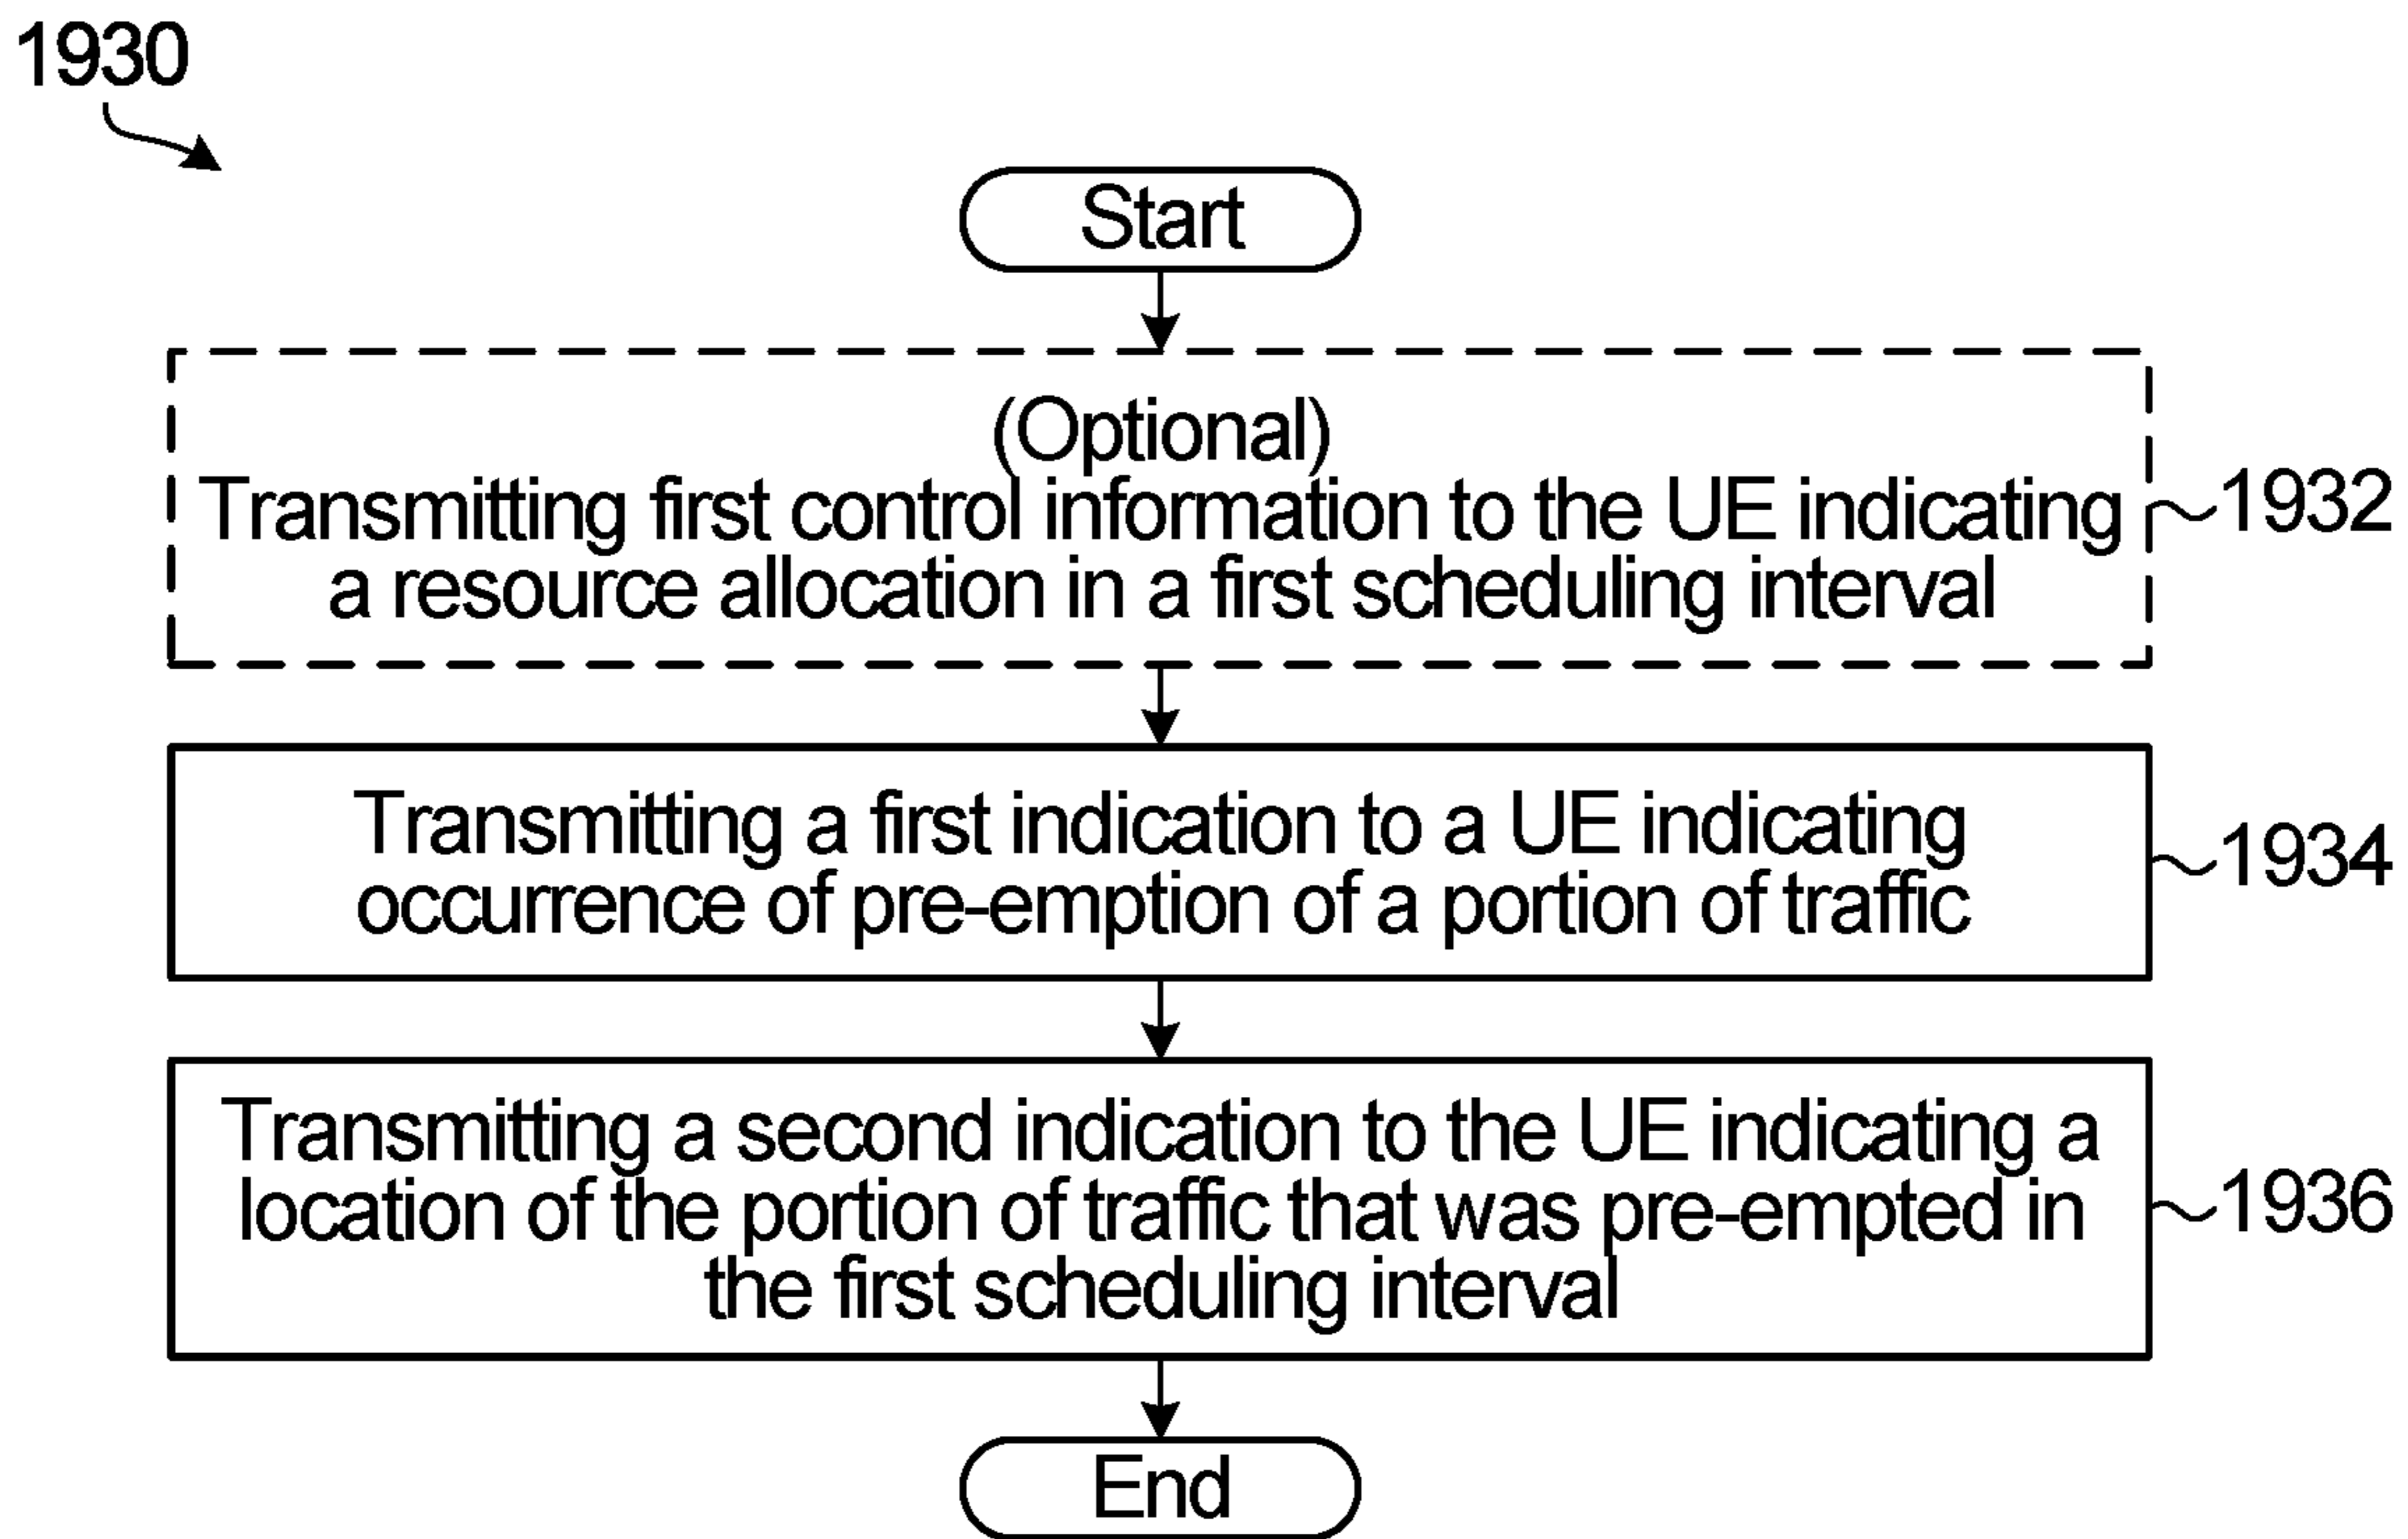 1930
Start
(Optional)
Transmitting first control information to the UE indicating
a resource allocation in a first scheduling interval
1932
Transmitting a first indication to a UE indicating
occurrence of pre-emption of a portion of traffic
1934
Transmitting a second indication to the UE indicating a
location of the portion of traffic that was pre-empted in
the first scheduling interval
1936
End